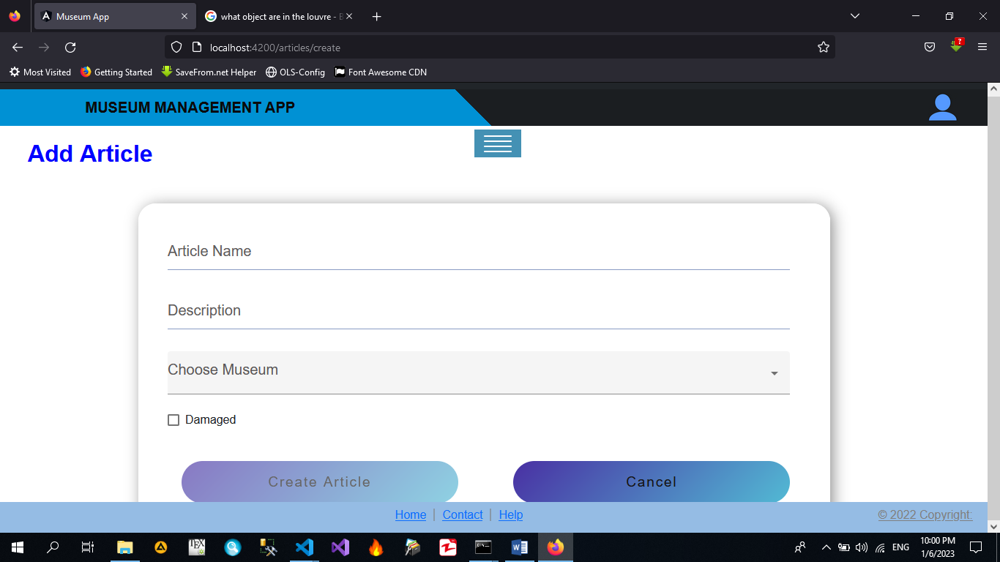 Museum App
what object are in the louvre - B
localhost:4200/articles/create
Most Visited
Getting Started
SaveFrom.net Helper
OLS-Config
Font Awesome CDN
MUSEUM MANAGEMENT APP
Add Article
Article Name
Description
Choose Museum
Damaged
Create Article
Cancel
Home | Contact | Help
© 2022 Copyright:
ENG
10:00 PM
1/6/2023